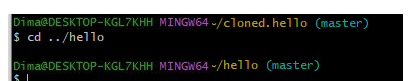 Dima@DESKTOP-KGL7KHH MINGW64 ~/cloned.hello (master)
$ cd ../hello
Dima@DESKTOP-KGL7KHH MINGW64 ~/hello (master)
$